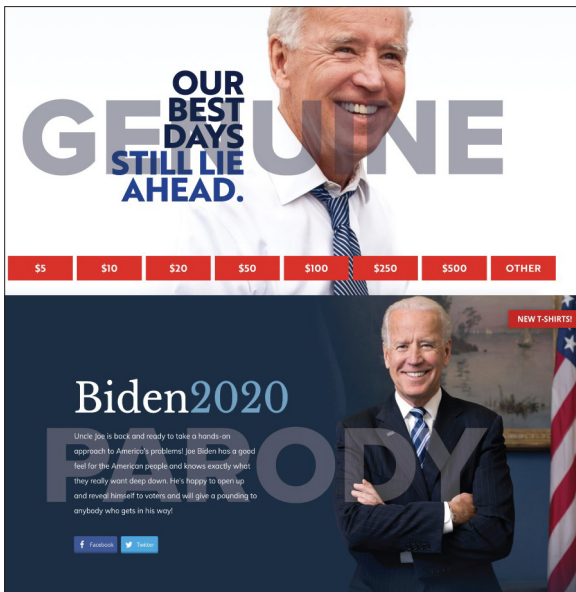 OUR
BEST
DAYS
STILL LIE
AHEAD.
GENUINE
$5 $10 $20 $50 $100 $250 $500 OTHER
NEW T-SHIRTS!
Biden2020
Uncle Joe is back and ready to take a hands-on
approach to America's problems! Joe Biden has a good
feel for the American people and knows exactly what
they really want deep down. He's happy to open up
and reveal himself to voters and will give a pounding to
anybody who gets in his way!
PARODY
Facebook Twitter